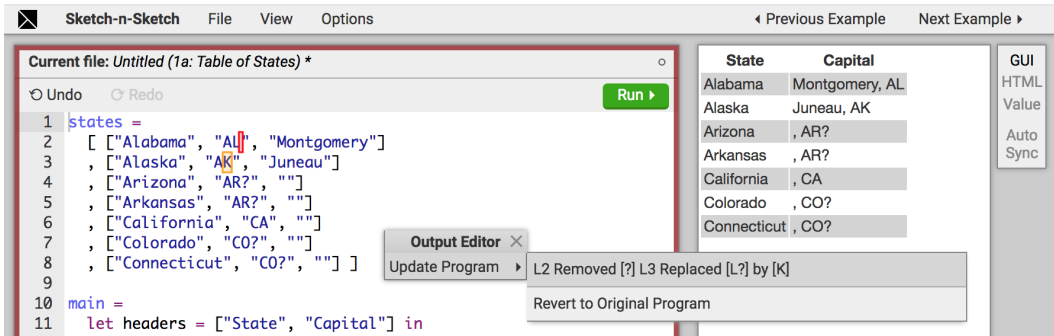 Sketch-n-Sketch File View Options Previous Example Next Example
Current file: Untitled (1a: Table of States) *
Undo Redo Run
1 states =
2 [ ["Alabama", "AL", "Montgomery"]
3 , ["Alaska", "AK", "Juneau"]
4 , ["Arizona", "AR?", ""]
5 , ["Arkansas", "AR?", ""]
6 , ["California", "CA", ""]
7 , ["Colorado", "CO?", ""]
8 , ["Connecticut", "CO?", ""] ]
9
10 main =
11 let headers = ["State", "Capital"] in
Output Editor ×
Update Program
L2 Removed [?] L3 Replaced [L?] by [K]
Revert to Original Program
State Capital
Alabama Montgomery, AL
Alaska Juneau, AK
Arizona , AR?
Arkansas , AR?
California , CA
Colorado , CO?
Connecticut , CO?
GUI
HTML
Value
Auto
Sync